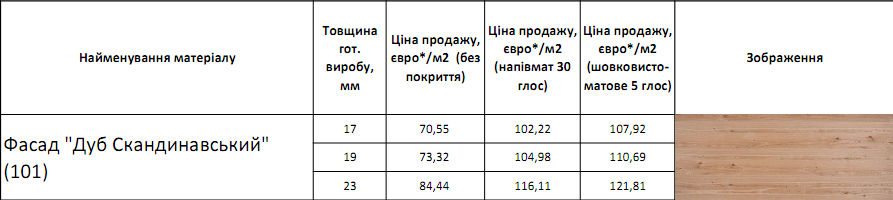 Найменування матеріалу
Товщина
гот.
виробу,
мм
Ціна продажу,
євро*/м2 (без
покриття)
Ціна продажу,
євро*/м2
(напівмат 30
глос)
Ціна продажу,
євро*/м2
(шовковисто-
матове 5 глос)
Зображення
Фасад "Дуб Скандинавський"
(101)
17 70,55 102,22 107,92
19 73,32 104,98 110,69
23 84,44 116,11 121,81